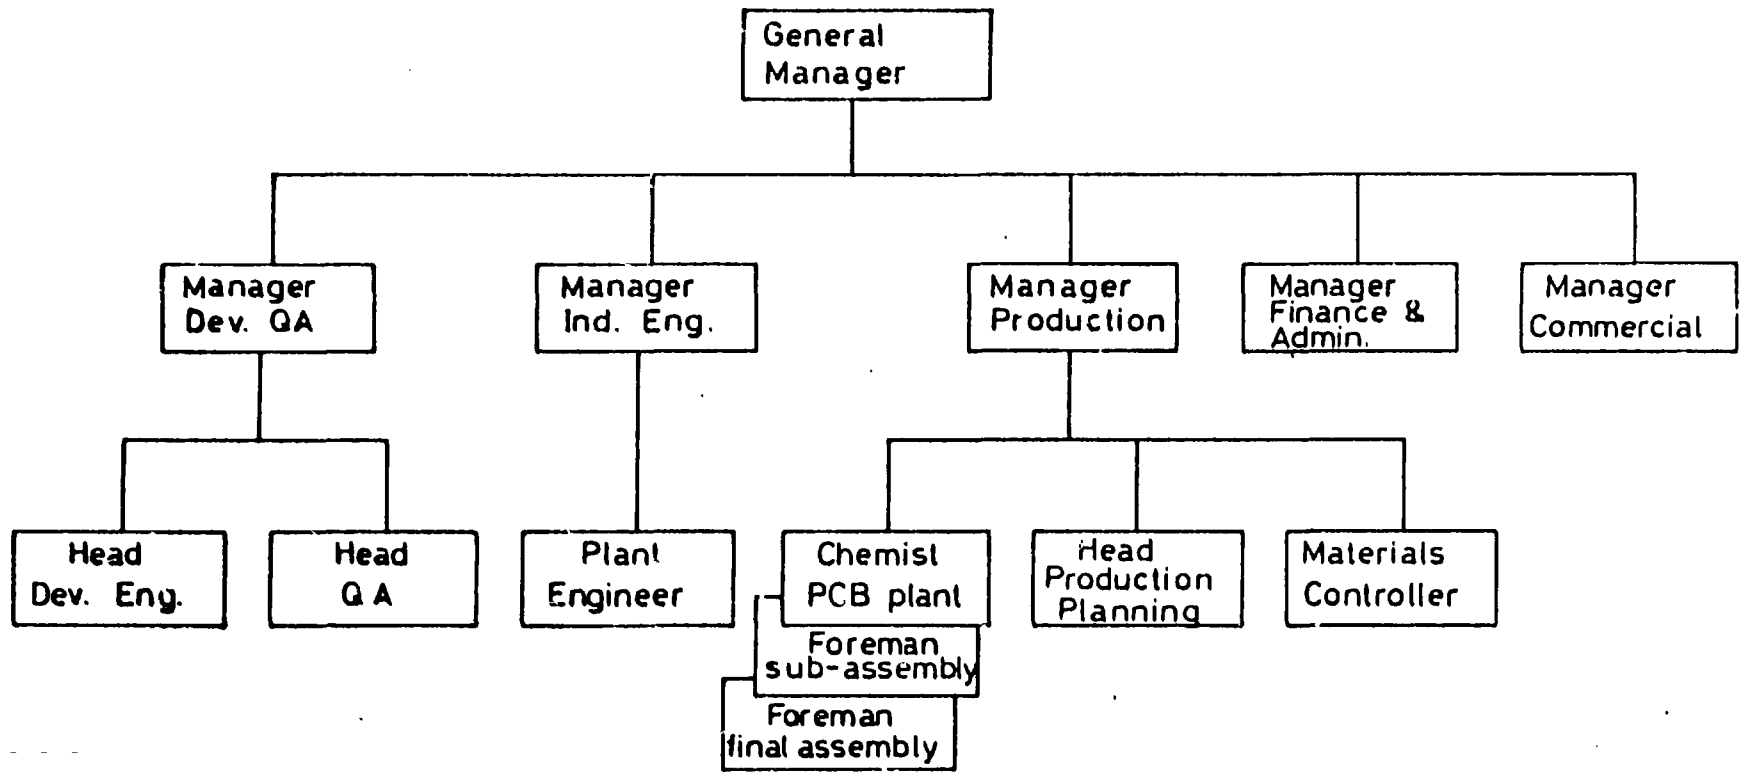 General
Manager
Manager
Dev. QA
Manager
Ind. Eng.
Manager
Production
Manager
Finance &
Admin.
Manager
Commercial
Head
Dev. Eng.
Head
QA
Plant
Engineer
Chemist
PCB plant
Head
Production
Planning
Materials
Controller
Foreman
sub-assembly
Foreman
final assembly